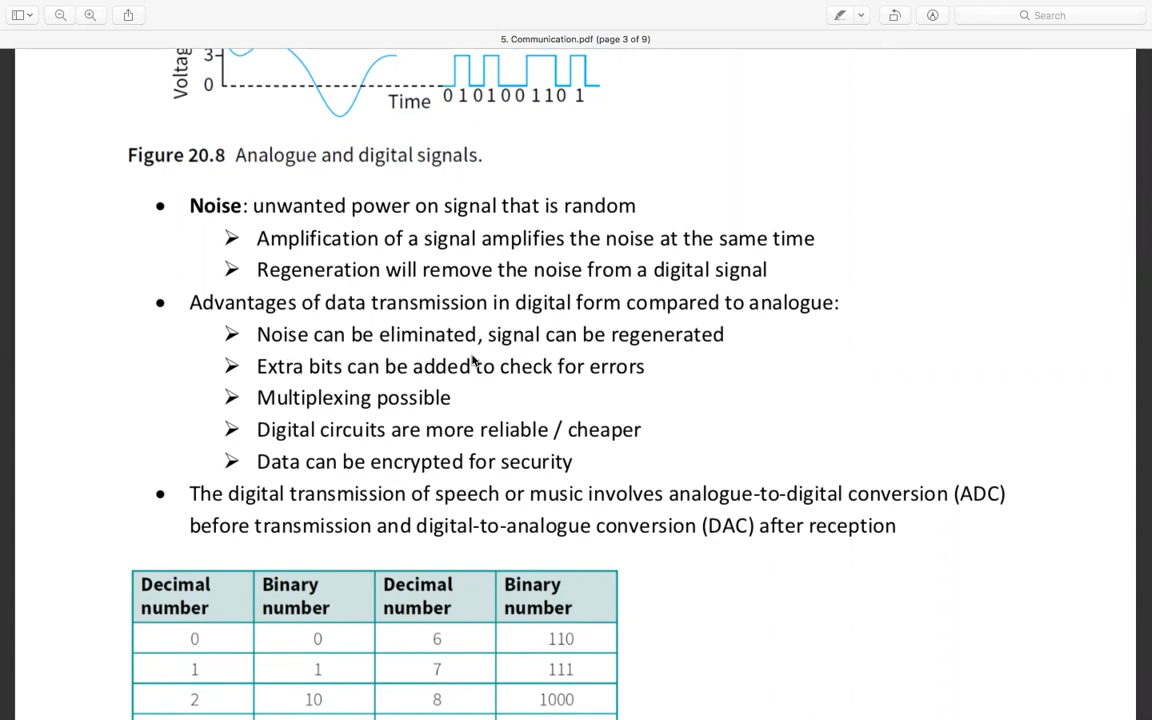 Search
5. Communication.pdf (page 3 of 9)
Voltag
3
0
Time
0 1 0 1 0 0 1 1 0 1
Figure 20.8 Analogue and digital signals.
• Noise: unwanted power on signal that is random
➢ Amplification of a signal amplifies the noise at the same time
➢ Regeneration will remove the noise from a digital signal
• Advantages of data transmission in digital form compared to analogue:
➢ Noise can be eliminated, signal can be regenerated
➢ Extra bits can be added to check for errors
➢ Multiplexing possible
➢ Digital circuits are more reliable / cheaper
➢ Data can be encrypted for security
• The digital transmission of speech or music involves analogue-to-digital conversion (ADC)
before transmission and digital-to-analogue conversion (DAC) after reception
Decimal number Binary number Decimal number Binary number
0 0 6 110
1 1 7 111
2 10 8 1000